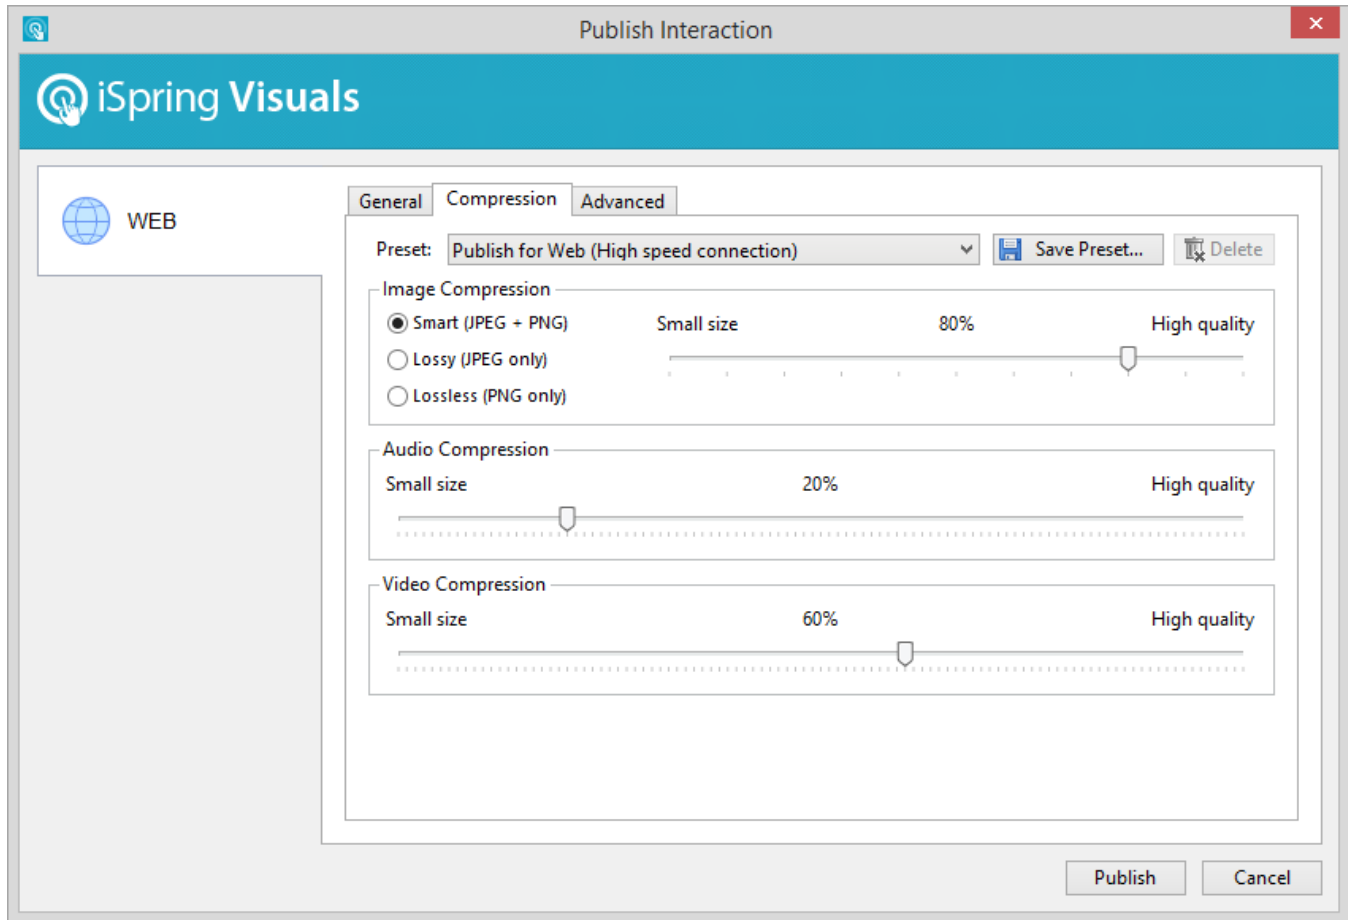 Publish Interaction
iSpring Visuals
WEB
General Compression Advanced
Preset: Publish for Web (High speed connection) Save Preset... Delete
Image Compression
Smart (JPEG + PNG) Small size 80% High quality
Lossy (JPEG only)
Lossless (PNG only)
Audio Compression
Small size 20% High quality
Video Compression
Small size 60% High quality
Publish Cancel